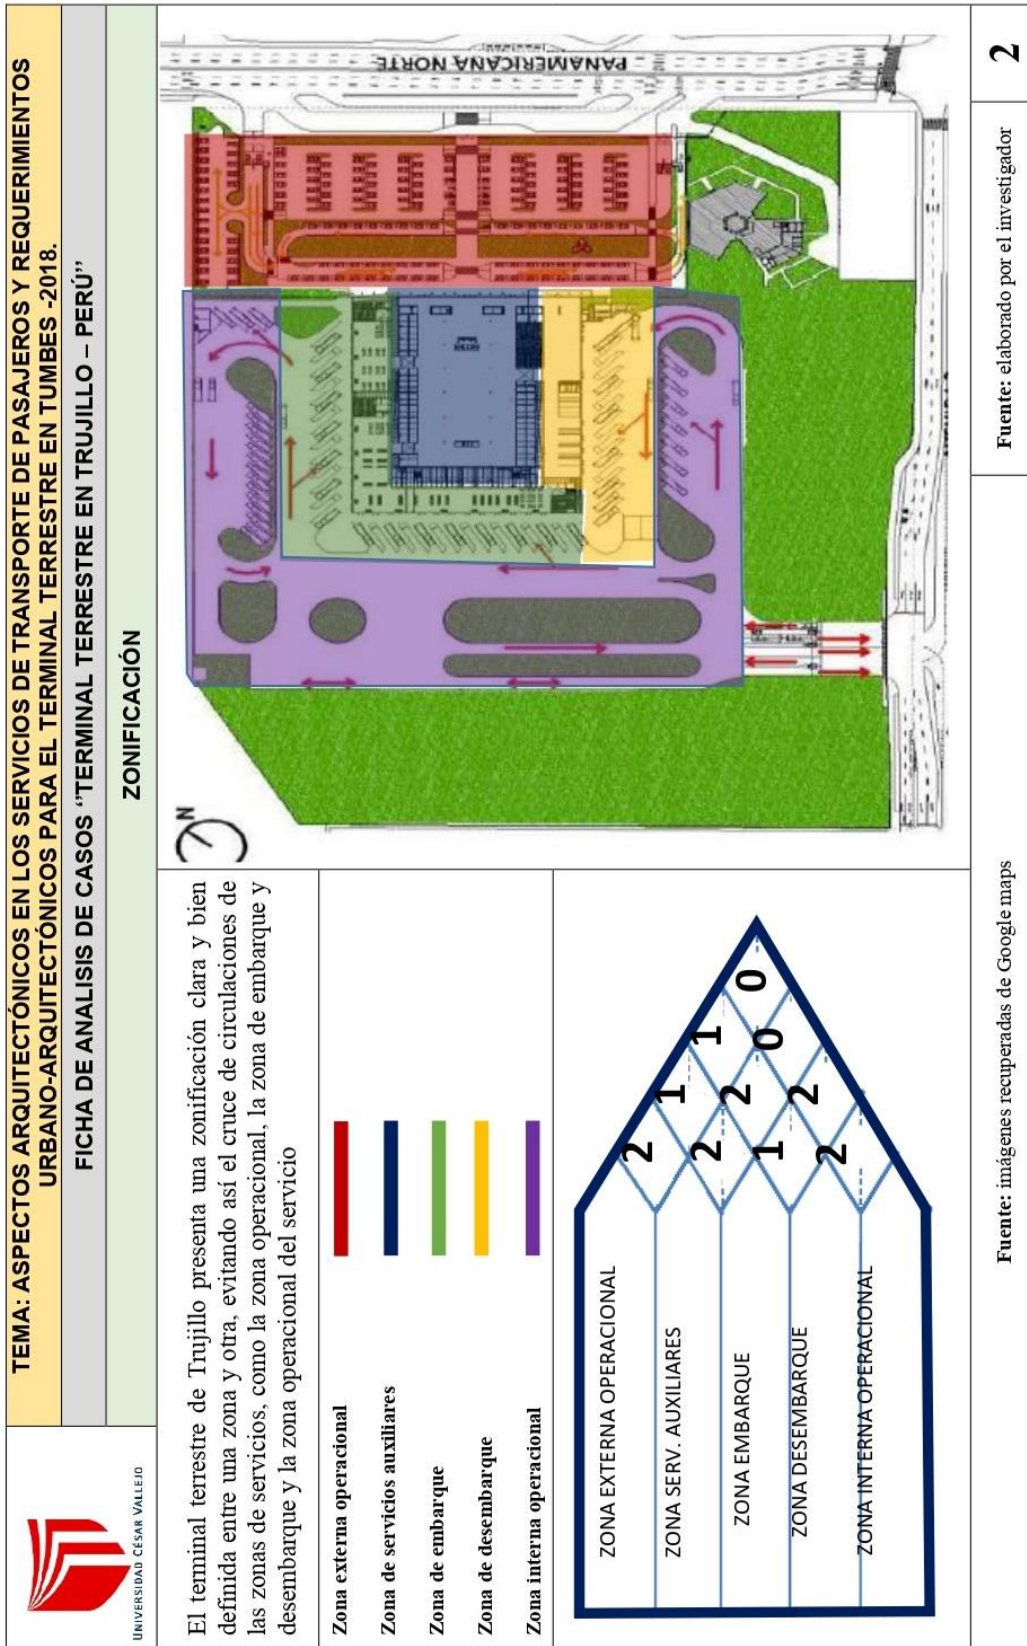 TEMA: ASPECTOS ARQUITECTÓNICOS EN LOS SERVICIOS DE TRANSPORTE DE PASAJEROS Y REQUERIMIENTOS
URBANO-ARQUITECTÓNICOS PARA EL TERMINAL TERRESTRE EN TUMBES -2018.
FICHA DE ANALISIS DE CASOS “TERMINAL TERRESTRE EN TRUJILLO – PERÚ”
UNIVERSIDAD CÉSAR VALLEJO
ZONIFICACIÓN
El terminal terrestre de Trujillo presenta una zonificación clara y bien
definida entre una zona y otra, evitando así el cruce de circulaciones de
las zonas de servicios, como la zona operacional, la zona de embarque y
desembarque y la zona operacional del servicio
Zona externa operacional
Zona de servicios auxiliares
Zona de embarque
Zona de desembarque
Zona interna operacional
ZONA EXTERNA OPERACIONAL
ZONA SERV. AUXILIARES
ZONA EMBARQUE
ZONA DESEMBARQUE
ZONA INTERNA OPERACIONAL
2
1
1
0
2
2
0
1
2
2
N
PANAMERICANA NORTE
Fuente: imágenes recuperadas de Google maps
Fuente: elaborado por el investigador
2